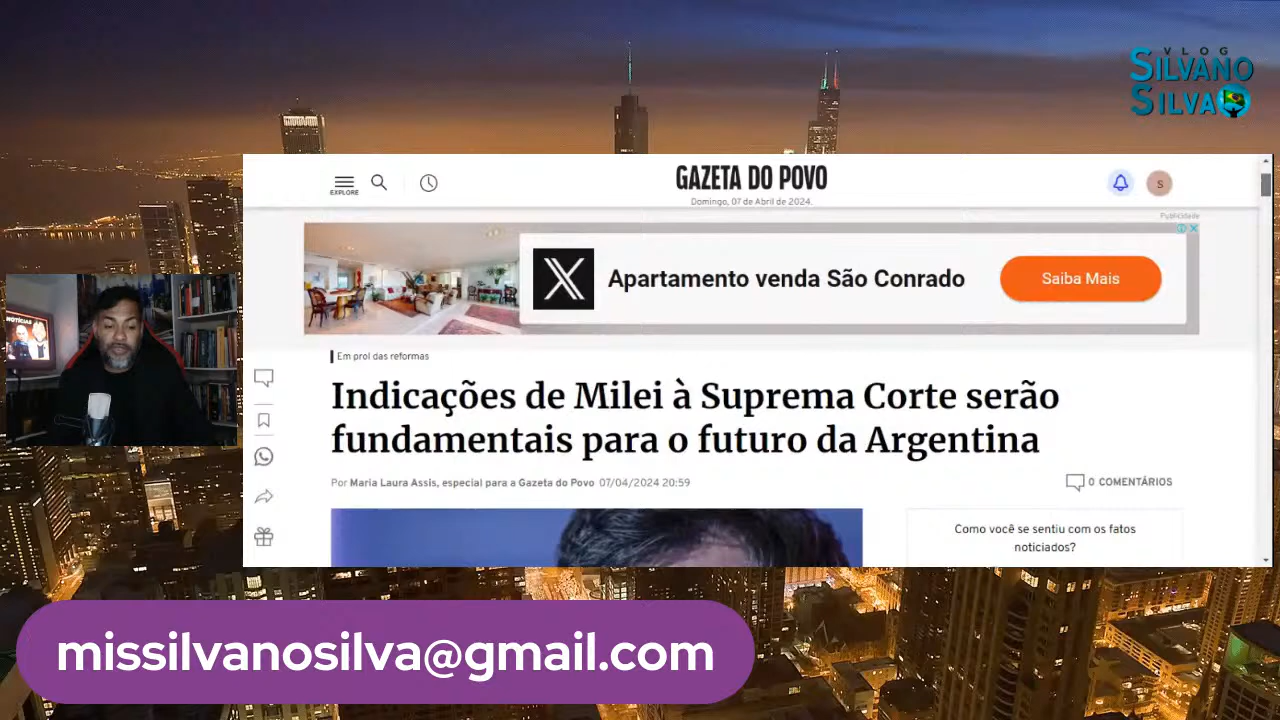 VLOG
SILVANO
SILVA
GAZETA DO POVO
EXPLORE
Domingo, 07 de Abril de 2024.
S
Publicidade
Apartamento venda São Conrado
Saiba Mais
NOTÍCIAS
Em prol das reformas
Indicações de Milei à Suprema Corte serão
fundamentais para o futuro da Argentina
Por Maria Laura Assis, especial para a Gazeta do Povo 07/04/2024 20:59
0 COMENTÁRIOS
Como você se sentiu com os fatos
noticiados?
missilvanosilva@gmail.com